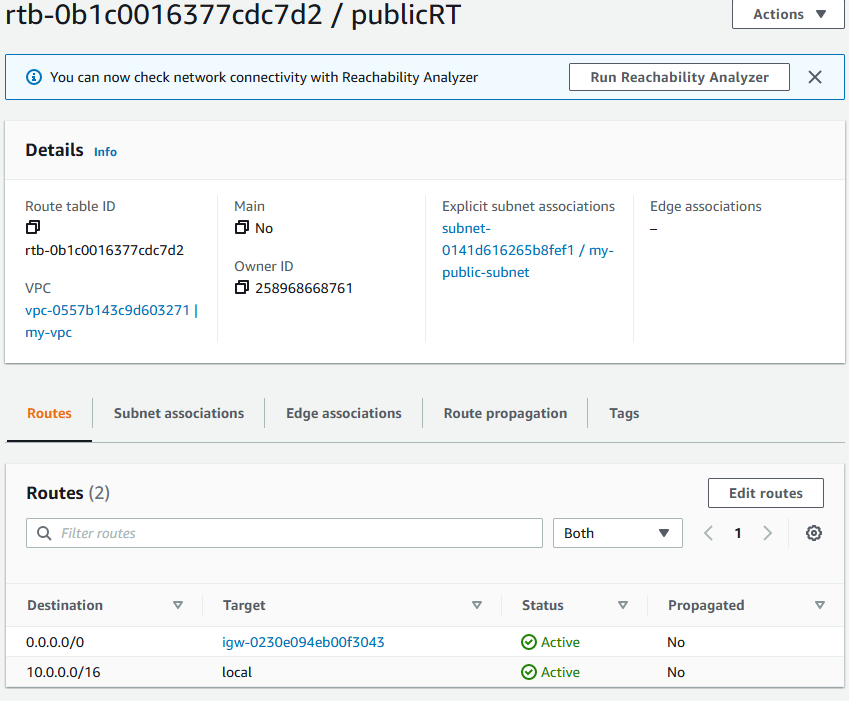 rtb-0b1c0016377cdc7d2 / publicRT
Actions
You can now check network connectivity with Reachability Analyzer
Run Reachability Analyzer
Details Info
Route table ID
rtb-0b1c0016377cdc7d2
VPC
vpc-0557b143c9d603271 |
my-vpc
Main
No
Owner ID
258968668761
Explicit subnet associations
subnet-
0141d616265b8fef1 / my-
public-subnet
Edge associations
–
Routes Subnet associations Edge associations Route propagation Tags
Routes (2)
Edit routes
Filter routes
Both
1
Destination Target Status Propagated
0.0.0.0/0 igw-0230e094eb00f3043 Active No
10.0.0.0/16 local Active No